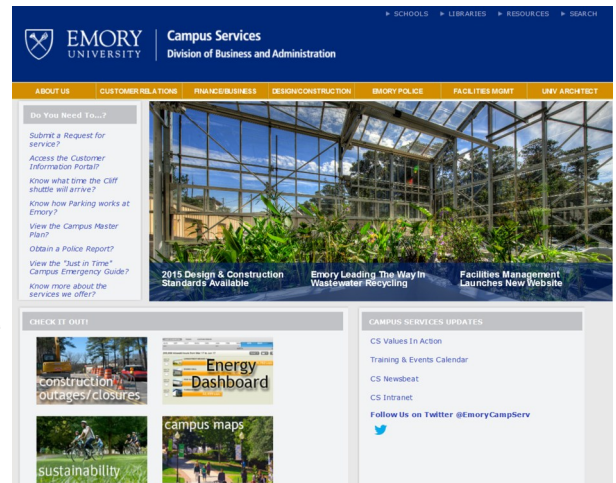 ► SCHOOLS ► LIBRARIES ► RESOURCES ► SEARCH
EMORY
UNIVERSITY
Campus Services
Division of Business and Administration
ABOUT US CUSTOMER RELATIONS FINANCE/BUSINESS DESIGN/CONSTRUCTION EMORY POLICE FACILITIES MGMT UNIV ARCHITECT
Do You Need To...?
Submit a Request for
service?
Access the Customer
Information Portal?
Know what time the Cliff
shuttle will arrive?
Know how Parking works at
Emory?
View the Campus Master
Plan?
Obtain a Police Report?
View the "Just in Time"
Campus Emergency Guide?
Know more about the
services we offer?
2015 Design & Construction
Standards Available
Emory Leading The Way In
Wastewater Recycling
Facilities Management
Launches New Website
CHECK IT OUT!
construction
outages/closures
Energy
Dashboard
sustainability
campus maps
CAMPUS SERVICES UPDATES
CS Values In Action
Training & Events Calendar
CS Newsbeat
CS Intranet
Follow Us on Twitter @EmoryCampServ